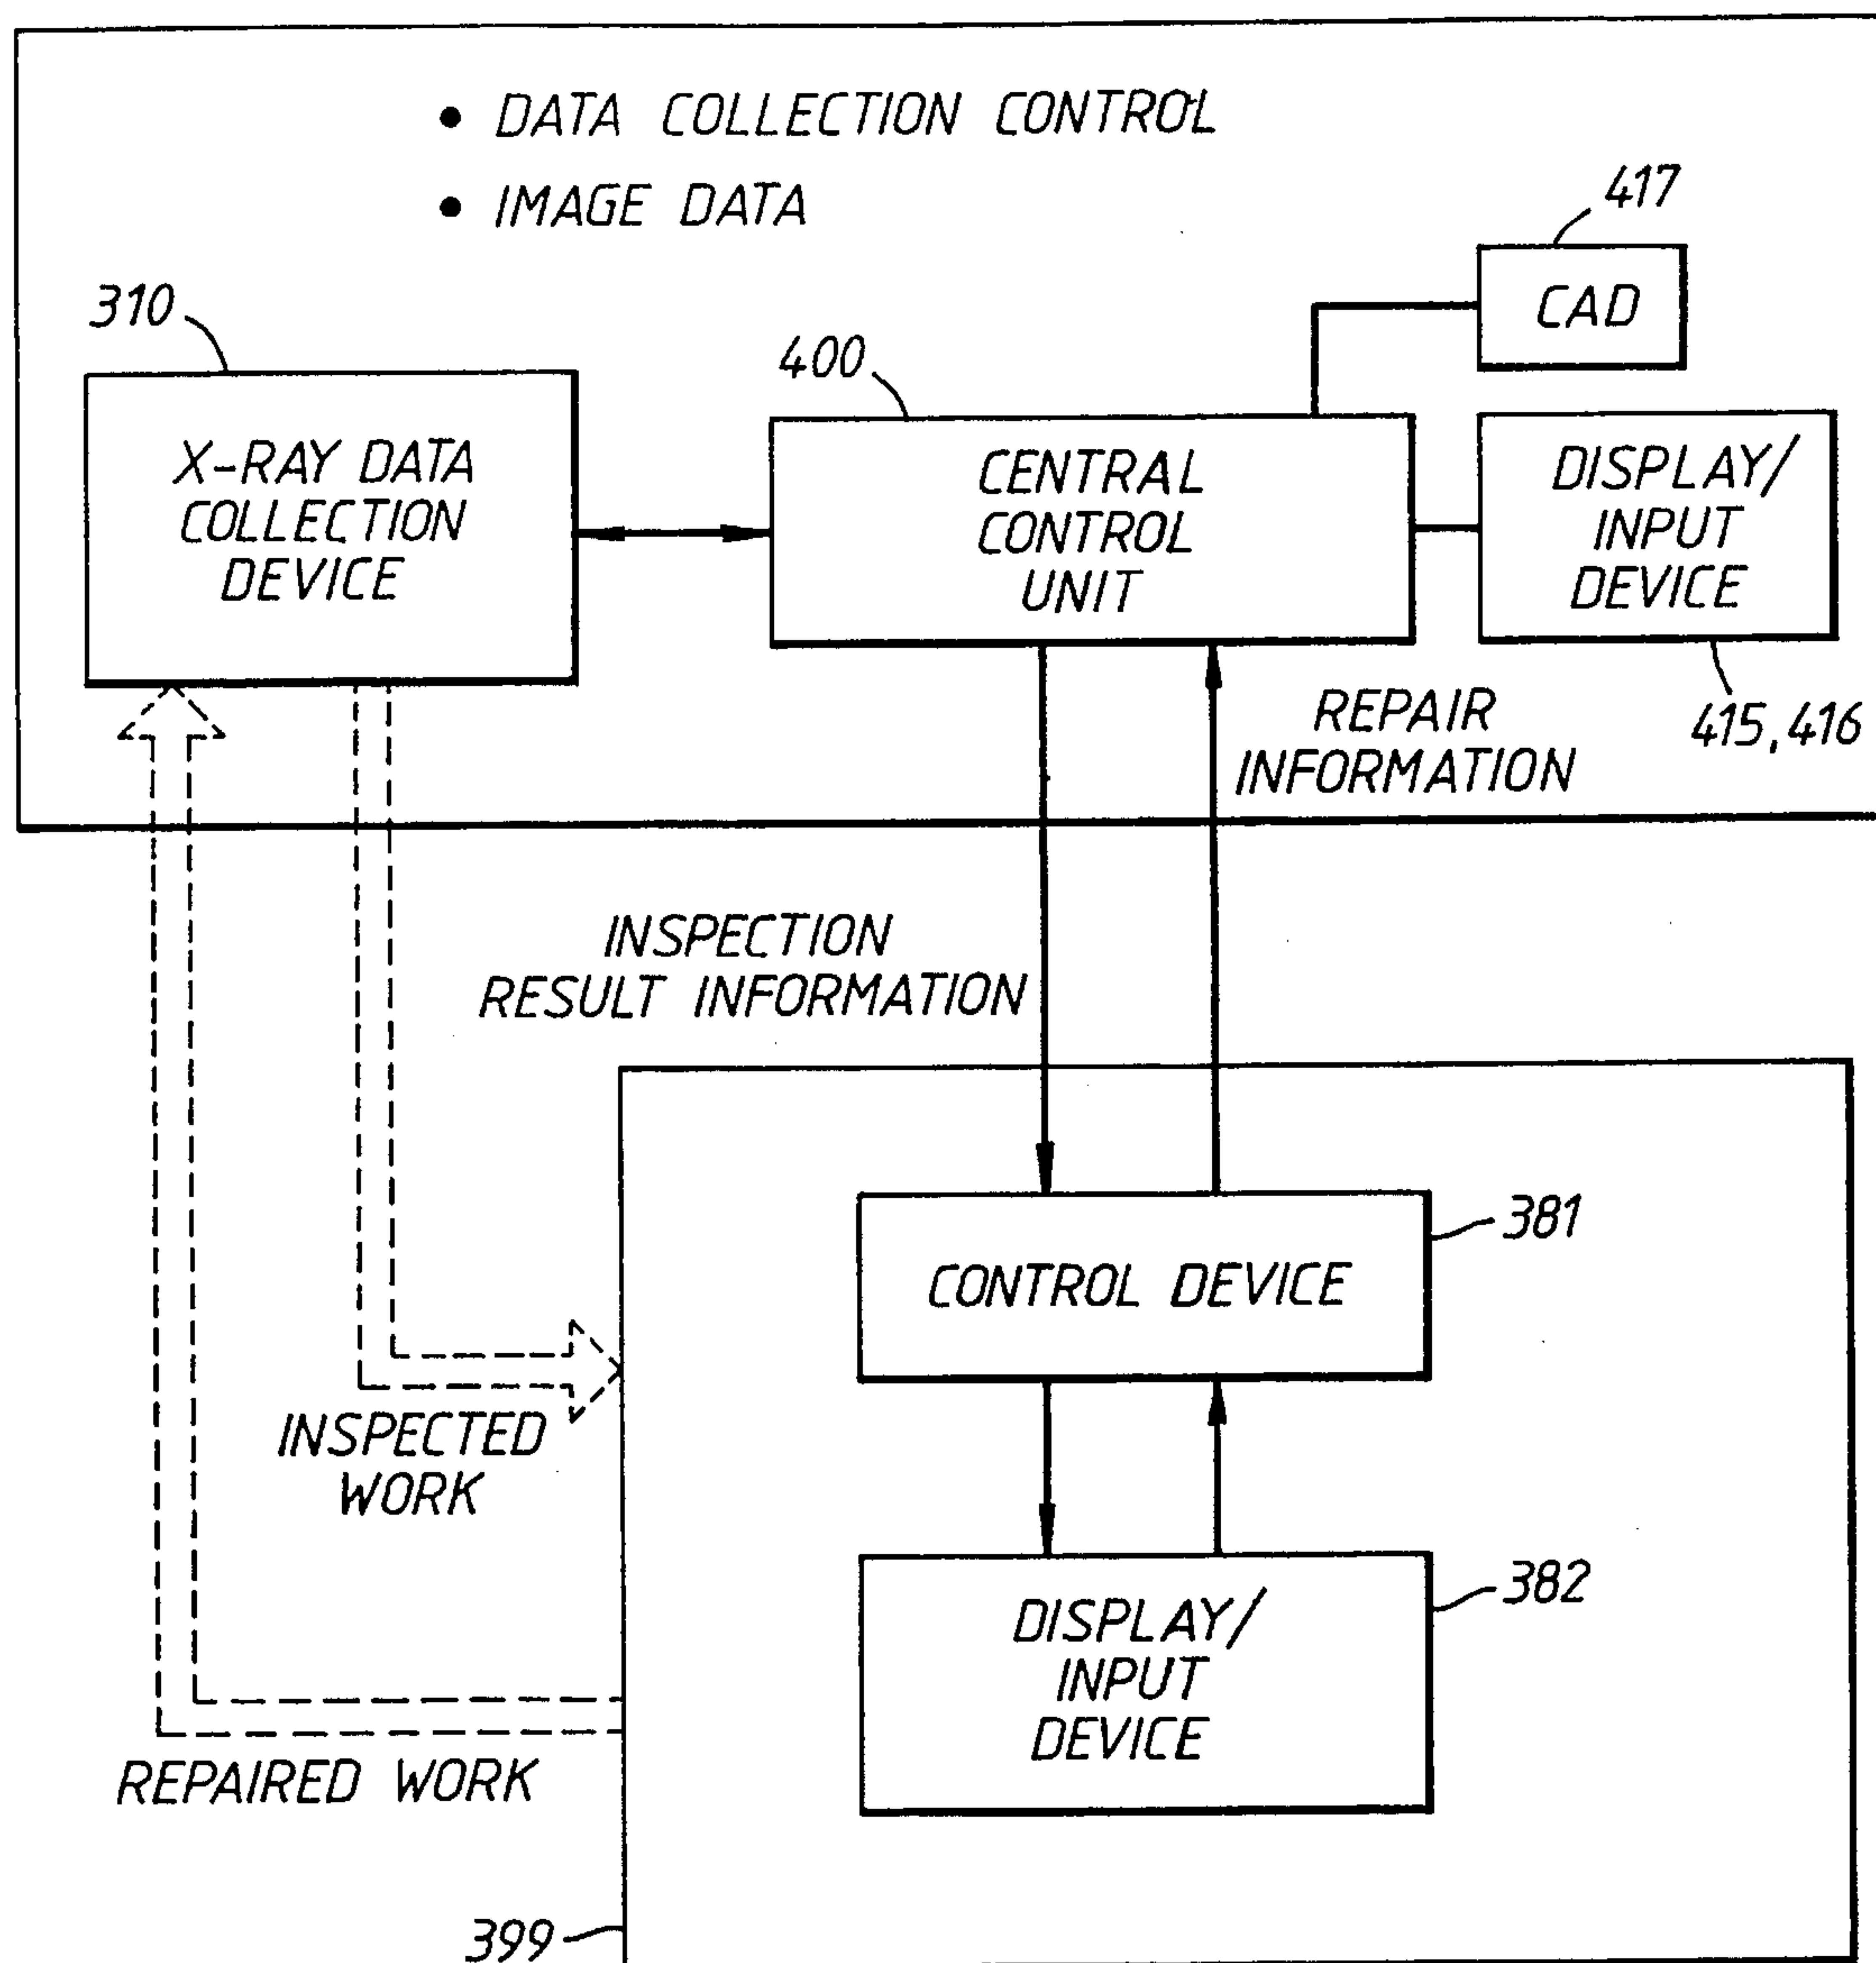 • DATA COLLECTION CONTROL
• IMAGE DATA
417
CAD
310
400
X-RAY DATA
COLLECTION
DEVICE
CENTRAL
CONTROL
UNIT
DISPLAY/
INPUT
DEVICE
415, 416
REPAIR
INFORMATION
INSPECTION
RESULT INFORMATION
381
CONTROL DEVICE
INSPECTED
WORK
382
DISPLAY/
INPUT
DEVICE
REPAIRED WORK
399